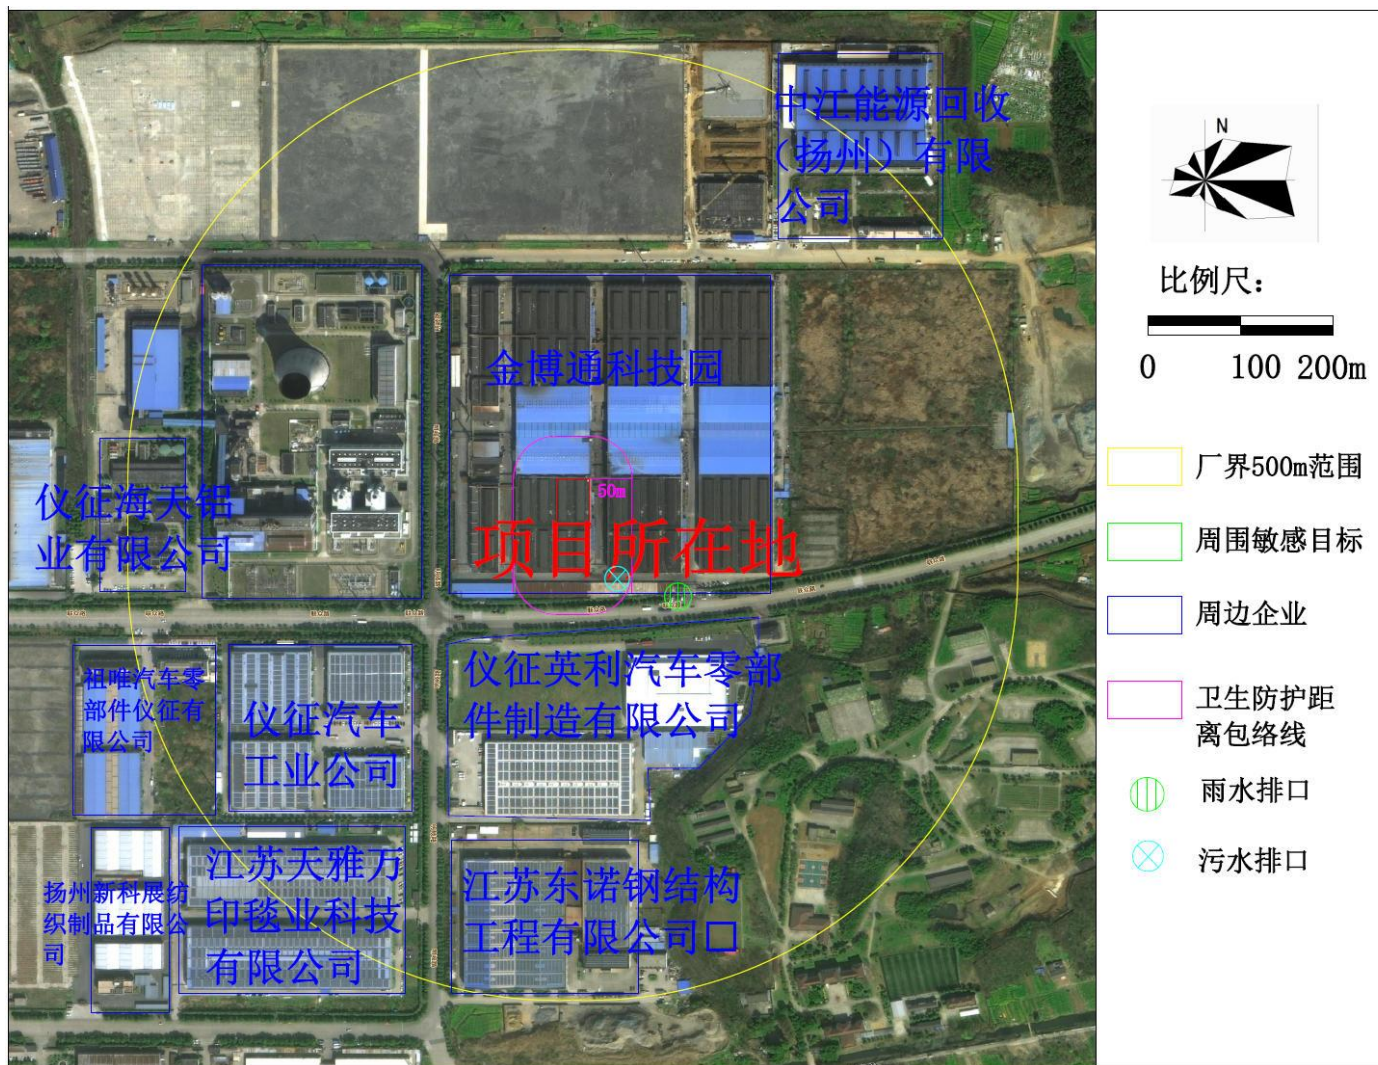 中江能源回收
（扬州）有限
公司
金博通科技园
仪征海天铝
业有限公司
50m
项目所在地
祖唯汽车零
部件仪征有
限公司
仪征汽车
工业公司
仪征英利汽车零部
件制造有限公司
扬州新科展纺
织制品有限公
司
江苏天雅万
印毯业科技
有限公司
江苏东诺钢结构
工程有限公司□
N
比例尺：
0 100 200m
厂界500m范围
周围敏感目标
周边企业
卫生防护距
离包络线
雨水排口
污水排口